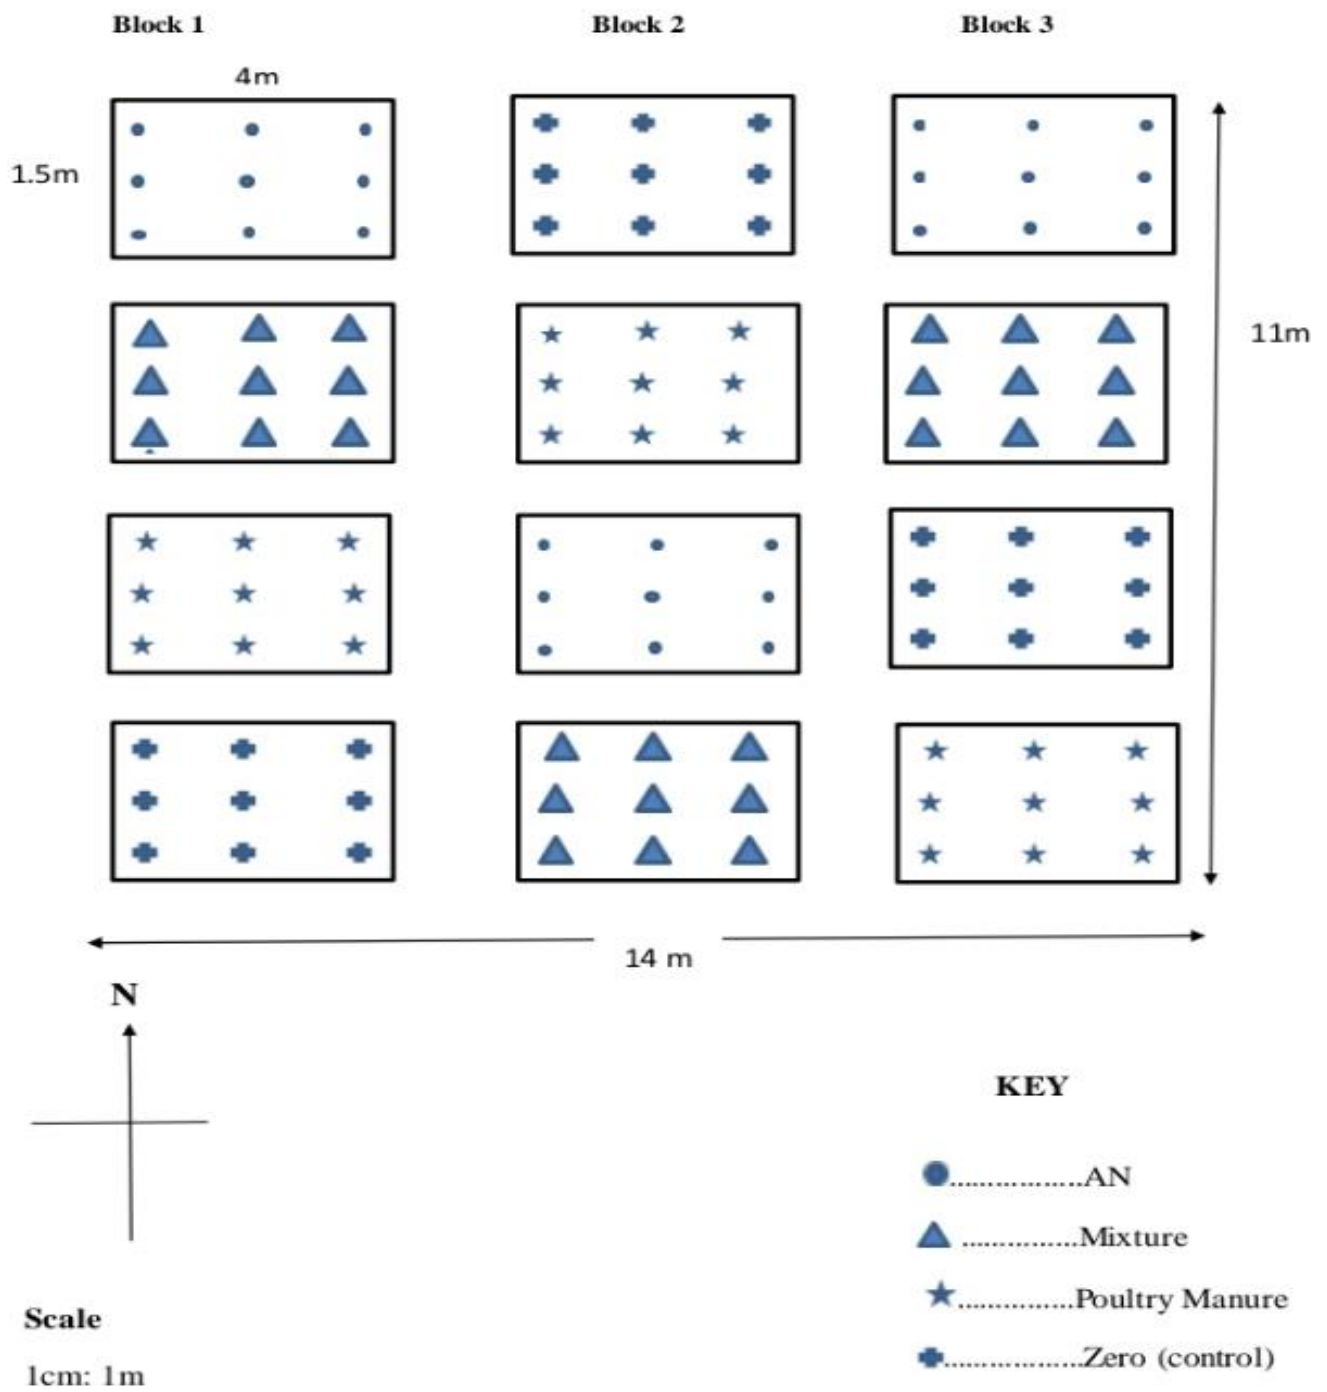 Block 1 Block 2 Block 3
4m
1.5m
11m
14 m
N
KEY
..................AN
................Mixture
................Poultry Manure
...................Zero (control)
Scale
1cm: 1m